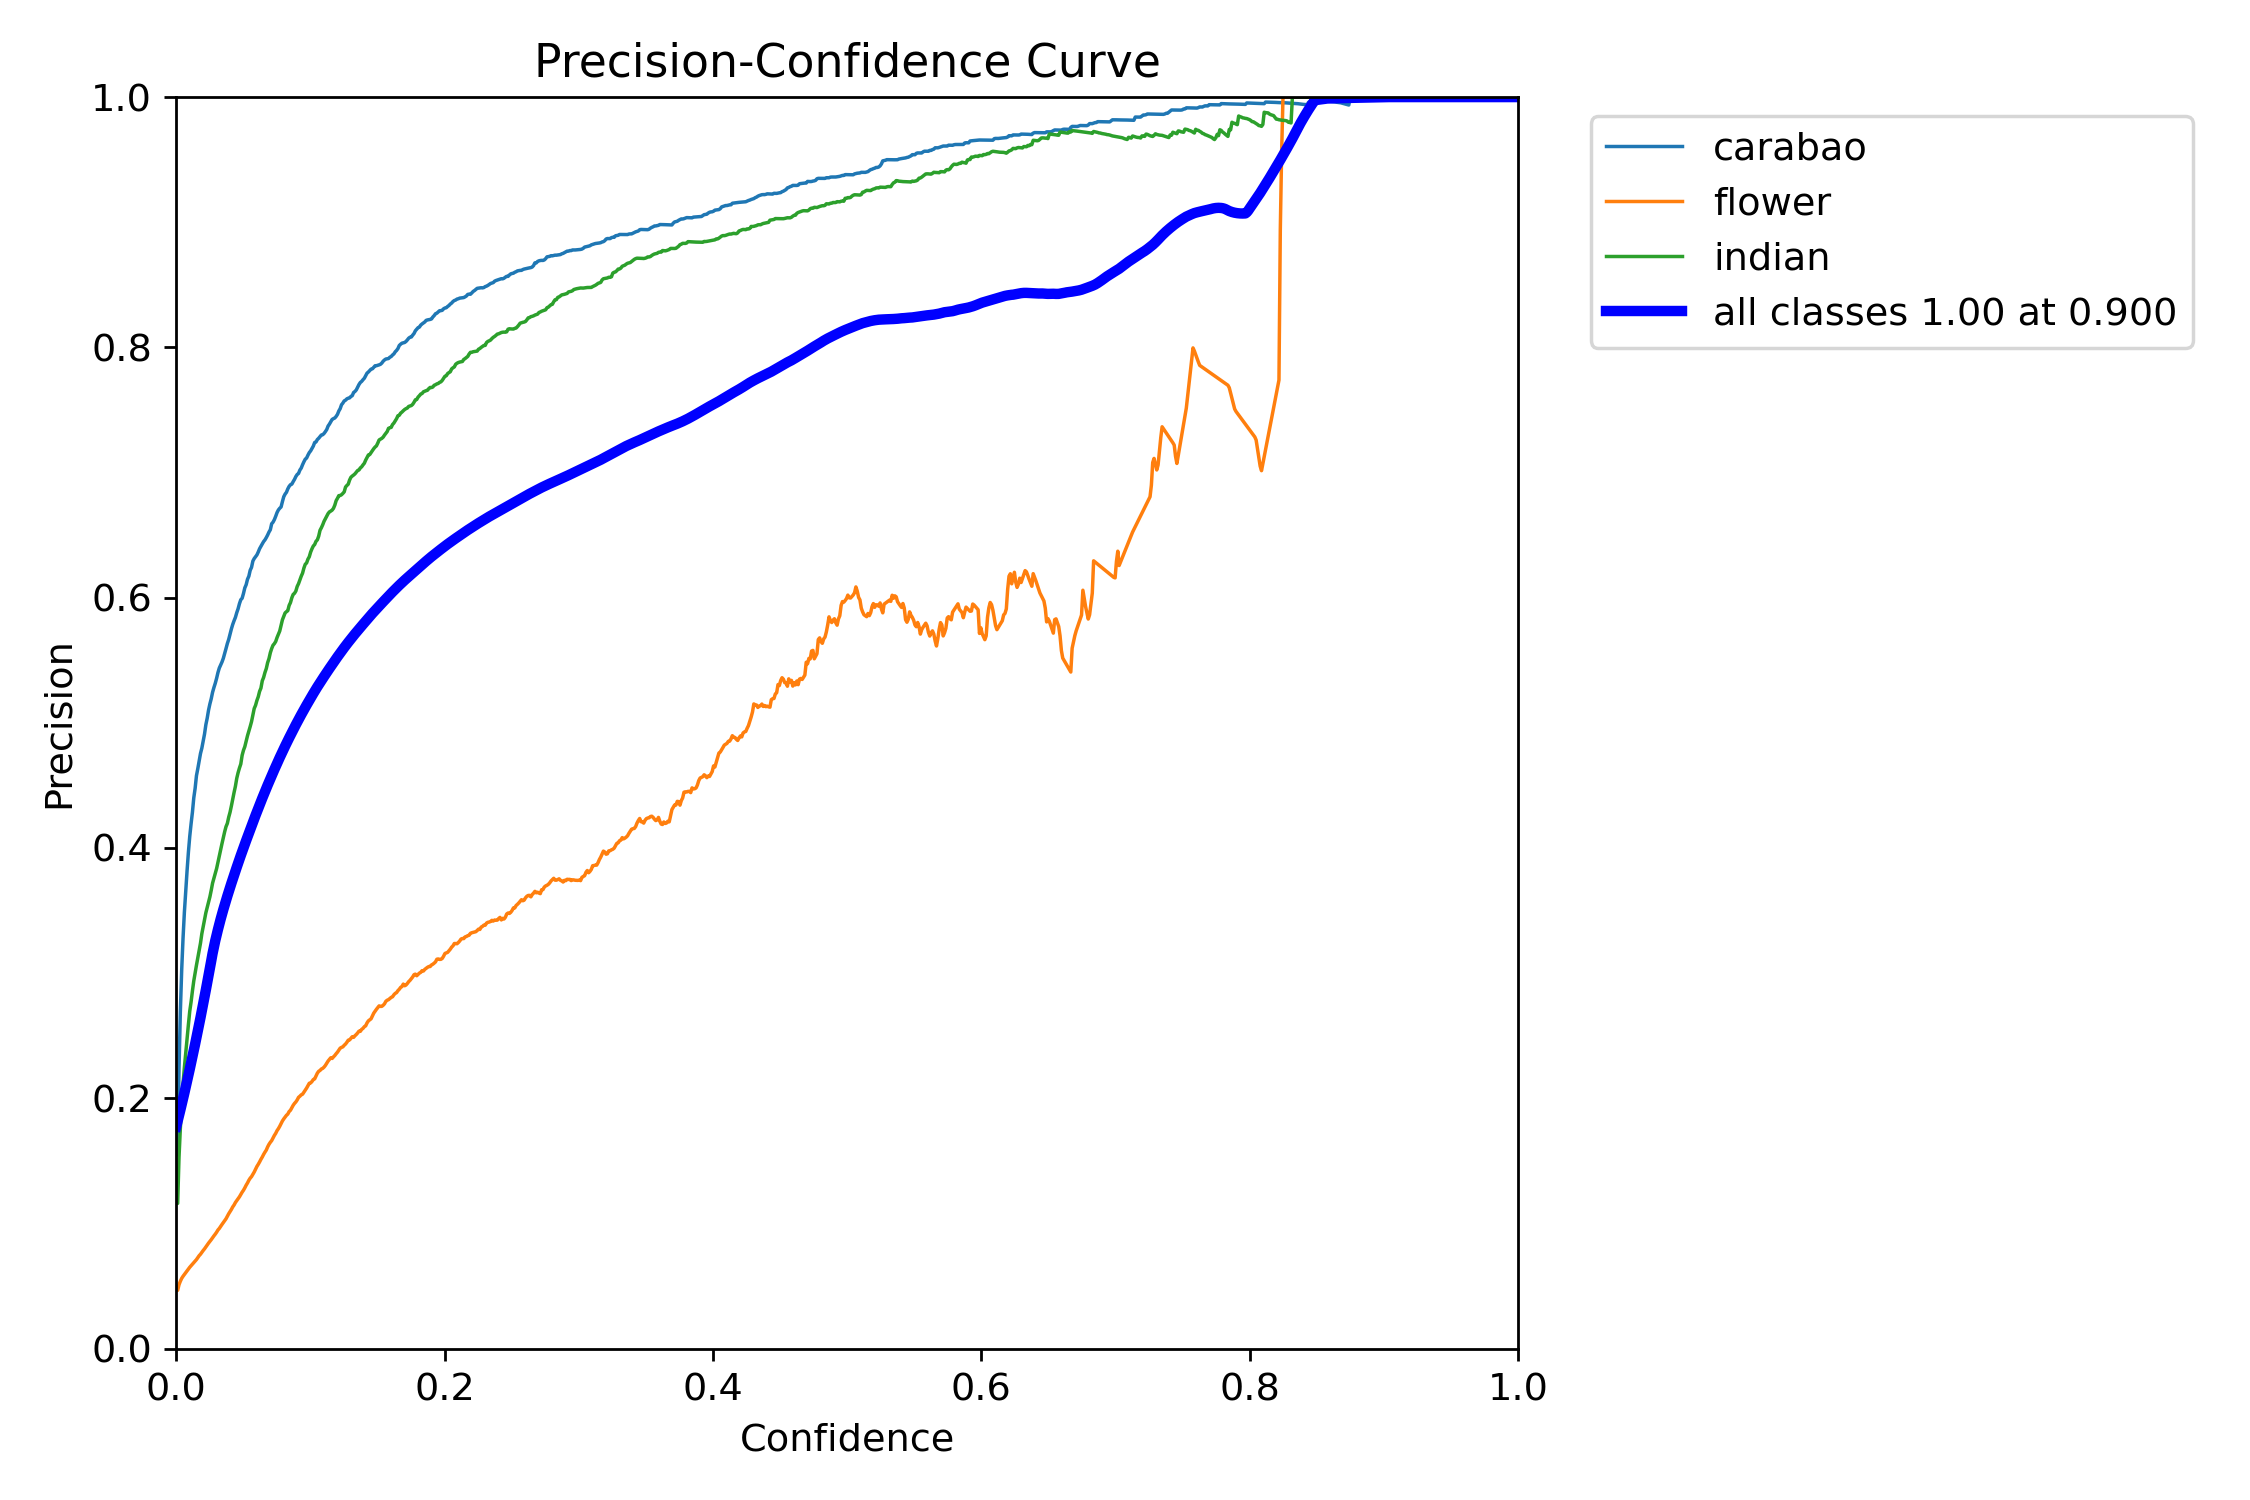 Precision-Confidence Curve
1.0
0.8
0.6
0.4
0.2
0.0
Precision
0.0 0.2 0.4 0.6 0.8 1.0
Confidence
carabao
flower
indian
all classes 1.00 at 0.900